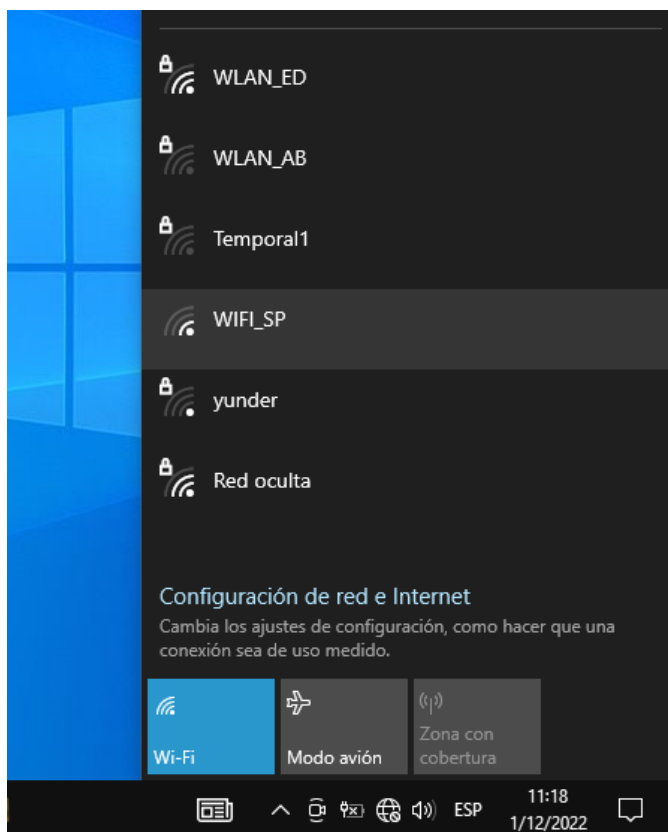 WLAN_ED
WLAN_AB
Temporal1
WIFI_SP
yunder
Red oculta
Configuración de red e Internet
Cambia los ajustes de configuración, como hacer que una
conexión sea de uso medido.
Wi-Fi
Modo avión
Zona con
cobertura
ESP
11:18
1/12/2022